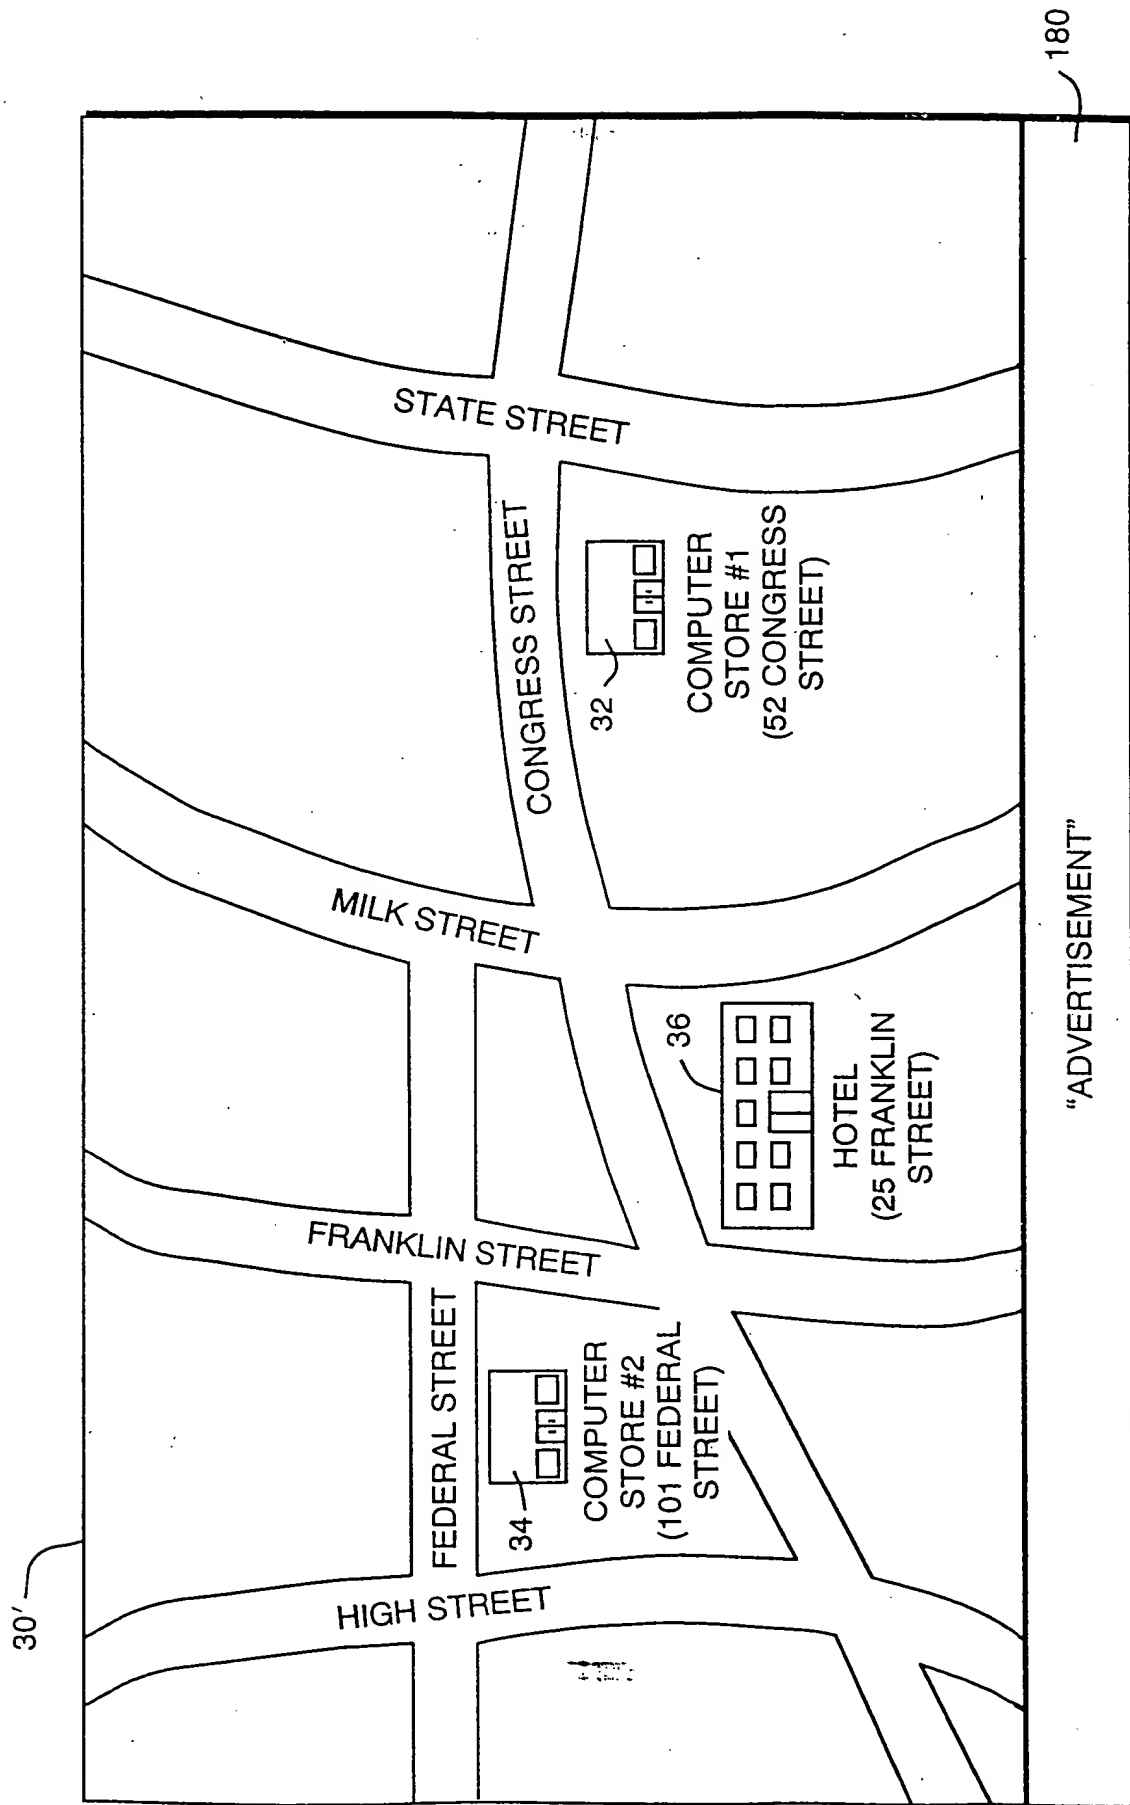 30'
HIGH STREET
FEDERAL STREET
FRANKLIN STREET
MILK STREET
CONGRESS STREET
STATE STREET
34
COMPUTER
STORE #2
(101 FEDERAL
STREET)
36
HOTEL
(25 FRANKLIN
STREET)
32
COMPUTER
STORE #1
(52 CONGRESS
STREET)
"ADVERTISEMENT"
180